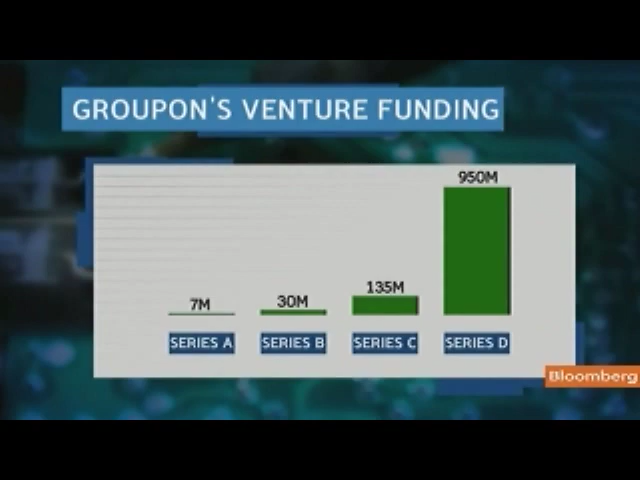 GROUPON'S VENTURE FUNDING
950M
135M
30M
7M
SERIES A SERIES B SERIES C SERIES D
Bloomberg